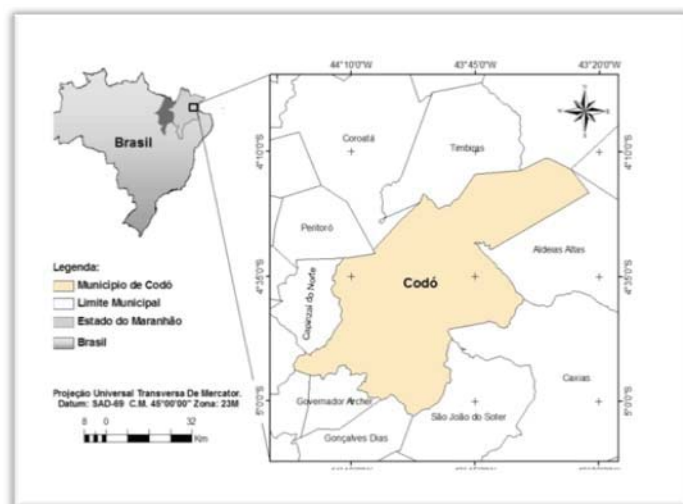 44°10'0"W
43°45'0"W
43°20'0"W
Brasil
Coroatá
Timbiras
4°10'0"S
4°10'0"S
Peritoró
Aldeias Altas
Legenda:
Município de Codó
Limite Municipal
Estado do Maranhão
Brasil
Capinzal do Norte
Codó
4°35'0"S
4°35'0"S
Caxias
Projeção Universal Transversa De Mercator.
Datum: SAD-69 C.M. 45°00'00" Zona: 23M
8 0 32
Km
Governador Archer
São João do Soter
Gonçalves Dias
5°0'0"S
5°0'0"S